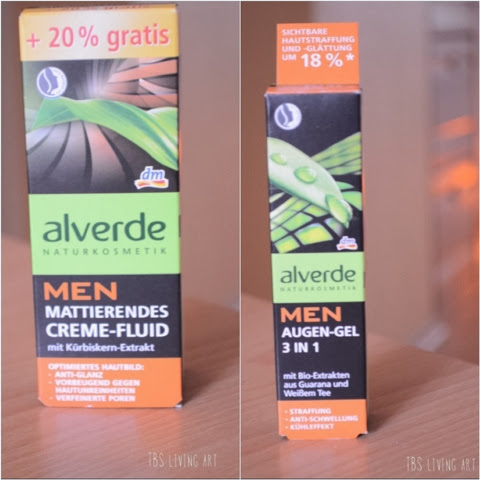 + 20% gratis
dm
alverde
NATURKOSMETIK
MEN
MATTIERENDES
CREME-FLUID
mit Kürbiskern-Extrakt
OPTIMIERTES HAUTBILD:
- ANTI-GLANZ
- VORBEUGEND GEGEN
HAUTUNREINHEITEN
- VERFEINERTE POREN
TBS LIVING ART
SICHTBARE
HAUTSTRAFFUNG
UND -GLÄTTUNG
UM 18 %*
dm
alverde
NATURKOSMETIK
MEN
AUGEN-GEL
3 IN 1
mit Bio-Extrakten
aus Guarana und
Weißem Tee
- STRAFFUNG
- ANTI-SCHWELLUNG
- KÜHLEFFEKT
TBS LIVING ART